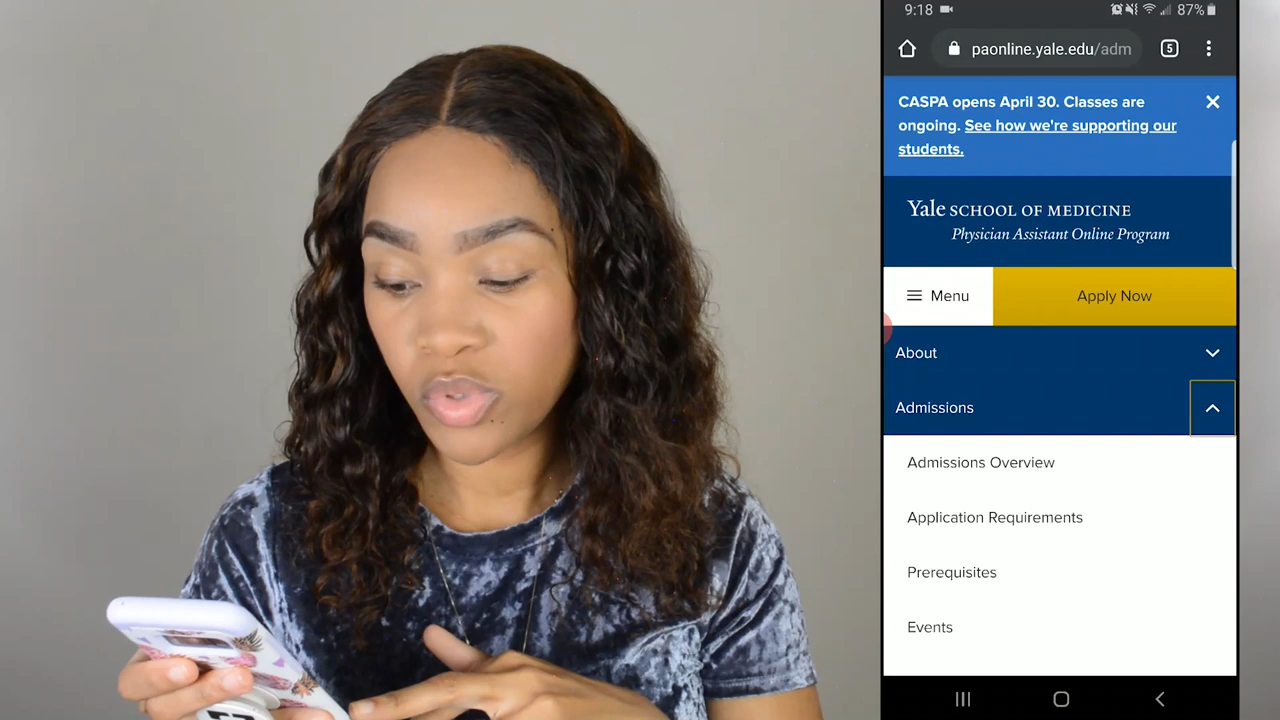 9:18
87%
paonline.yale.edu/adm
5
CASPA opens April 30. Classes are
ongoing. See how we're supporting our
students.
Yale SCHOOL OF MEDICINE
Physician Assistant Online Program
Menu
Apply Now
About
Admissions
Admissions Overview
Application Requirements
Prerequisites
Events